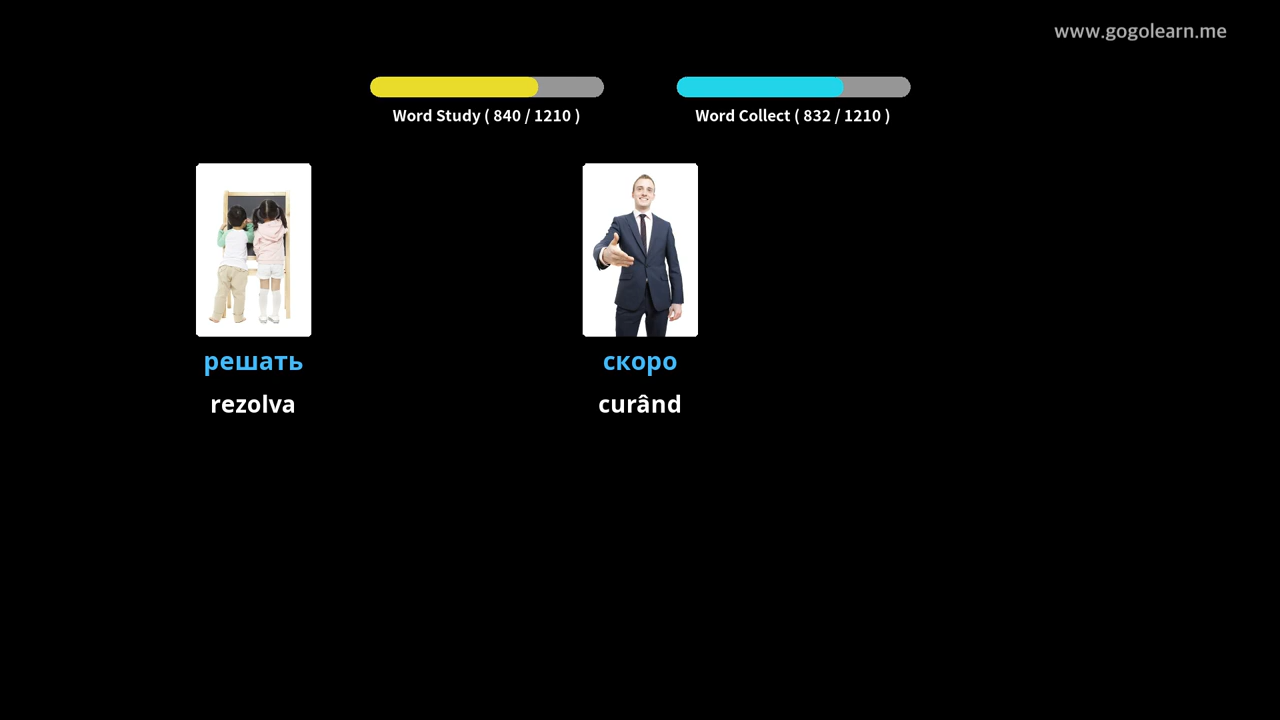 www.gogolearn.me
Word Study ( 840 / 1210 )
Word Collect ( 832 / 1210 )
решать
rezolva
скоро
curând